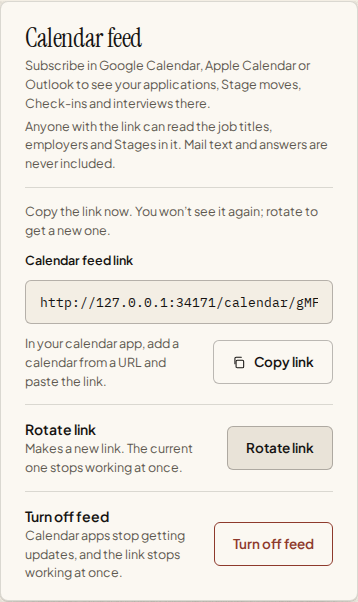 Calendar feed
Subscribe in Google Calendar, Apple Calendar or
Outlook to see your applications, Stage moves,
Check-ins and interviews there.
Anyone with the link can read the job titles,
employers and Stages in it. Mail text and answers are
never included.
Copy the link now. You won't see it again; rotate to
get a new one.
Calendar feed link
http://127.0.0.1:34171/calendar/gMF
In your calendar app, add a
calendar from a URL and
paste the link.
Copy link
Rotate link
Makes a new link. The current
one stops working at once.
Rotate link
Turn off feed
Calendar apps stop getting
updates, and the link stops
working at once.
Turn off feed